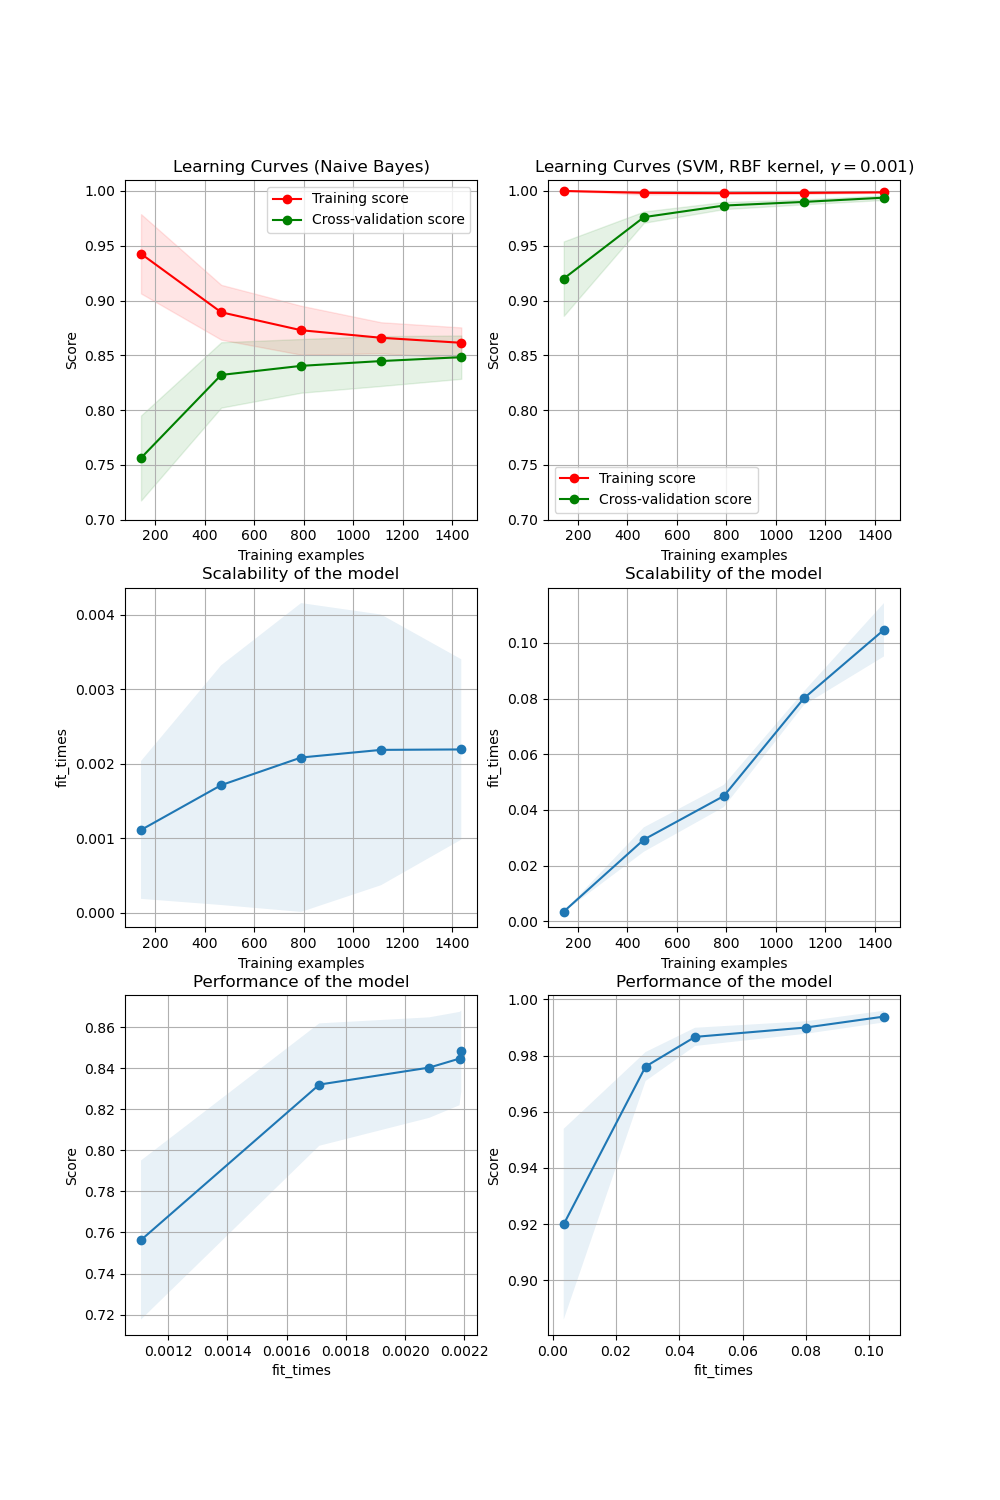 Learning Curves (Naive Bayes)
1.00
0.95
0.90
0.85
0.80
0.75
0.70
Score
Training score
Cross-validation score
200 400 600 800 1000 1200 1400
Training examples
Learning Curves (SVM, RBF kernel, γ = 0.001)
1.00
0.95
0.90
0.85
0.80
0.75
0.70
Score
Training score
Cross-validation score
200 400 600 800 1000 1200 1400
Training examples
Scalability of the model
0.004
0.003
0.002
0.001
0.000
fit_times
200 400 600 800 1000 1200 1400
Training examples
Scalability of the model
0.10
0.08
0.06
0.04
0.02
0.00
fit_times
200 400 600 800 1000 1200 1400
Training examples
Performance of the model
0.86
0.84
0.82
0.80
0.78
0.76
0.74
0.72
Score
0.0012 0.0014 0.0016 0.0018 0.0020 0.0022
fit_times
Performance of the model
1.00
0.98
0.96
0.94
0.92
0.90
Score
0.00 0.02 0.04 0.06 0.08 0.10
fit_times